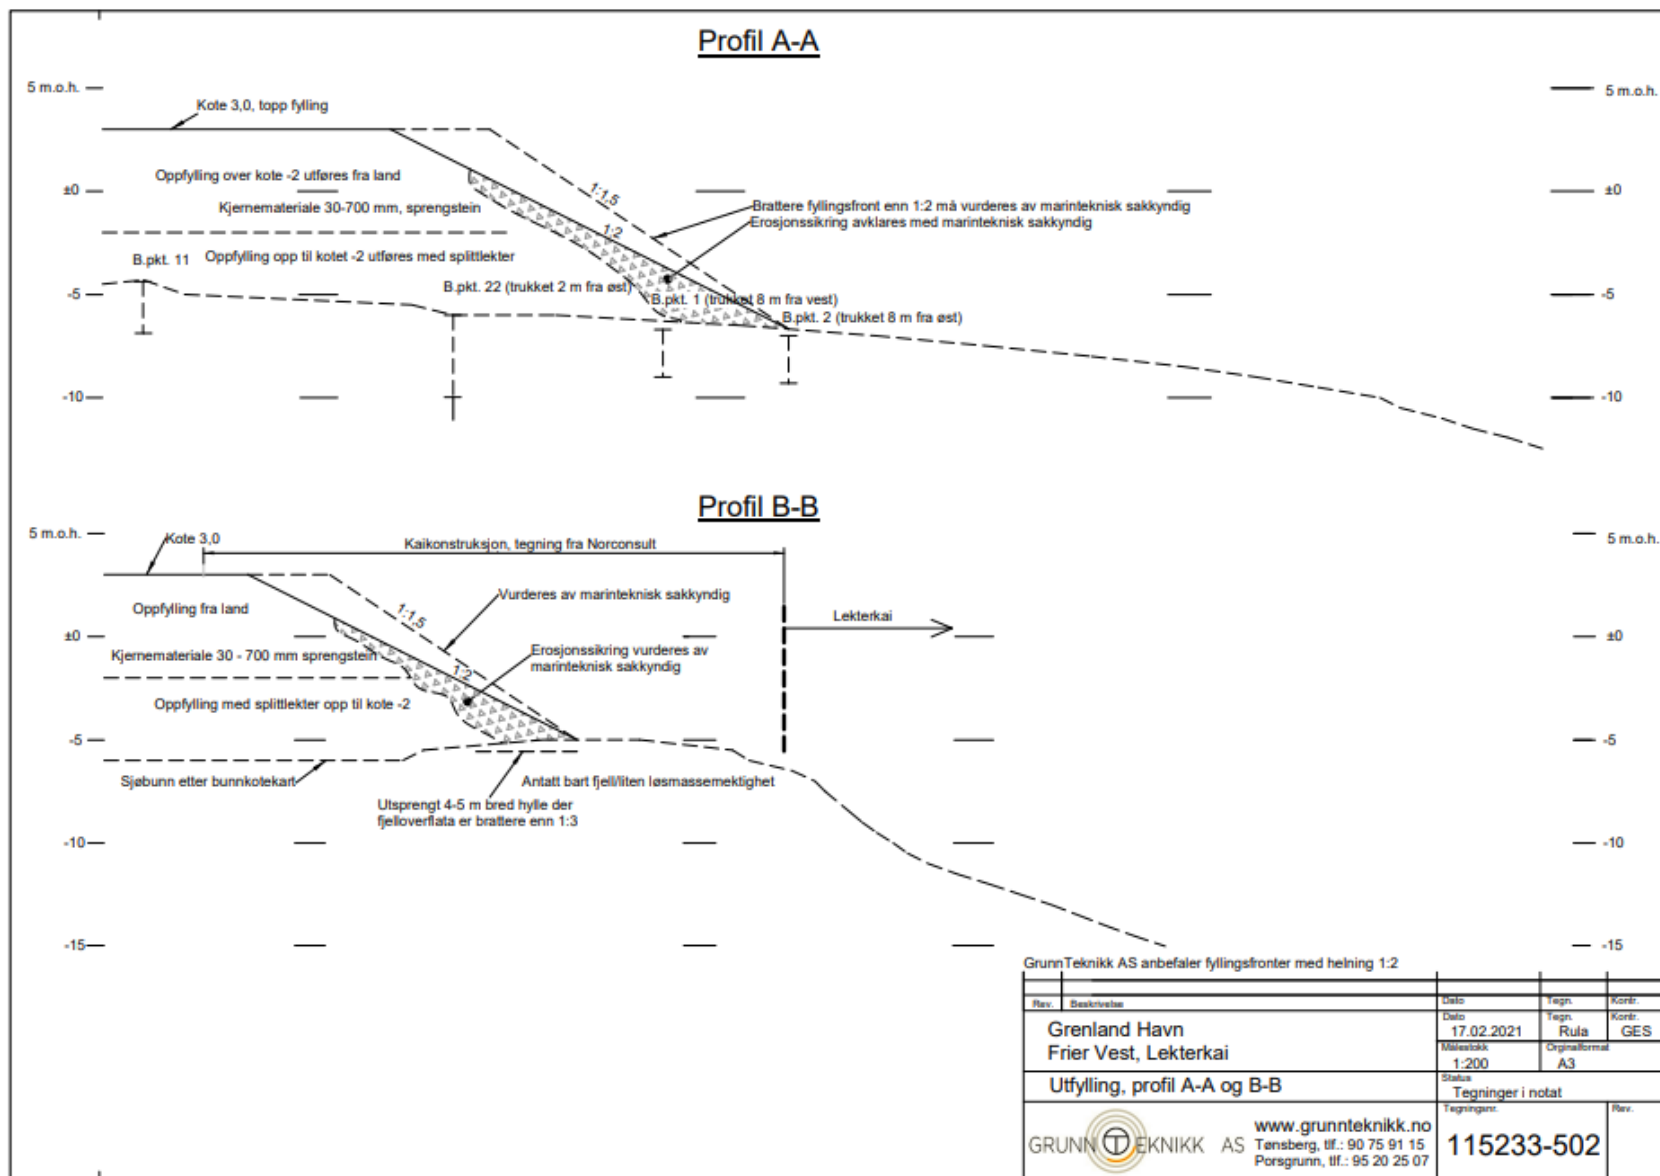 Profil A-A
5 m.o.h.
5 m.o.h.
Kote 3,0, topp fylling
Oppfylling over kote -2 utføres fra land
±0
±0
1:1,5
Kjernemateriale 30-700 mm, sprengstein
Brattere fyllingsfront enn 1:2 må vurderes av marinteknisk sakkyndig
Erosjonssikring avklares med marinteknisk sakkyndig
1:2
B.pkt. 11
Oppfylling opp til kotet -2 utføres med splittlekter
B.pkt. 22 (trukket 2 m fra øst)
-5
B.pkt. 1 (trukket 8 m fra vest)
-5
B.pkt. 2 (trukket 8 m fra øst)
-10
-10
Profil B-B
5 m.o.h.
Kote 3,0
Kaikonstruksjon, tegning fra Norconsult
5 m.o.h.
Oppfylling fra land
1:1,5
Vurderes av marinteknisk sakkyndig
Lekterkai
±0
±0
Kjernemateriale 30 - 700 mm sprengstein
Erosjonssikring vurderes av
marinteknisk sakkyndig
1:2
Oppfylling med splittlekter opp til kote -2
-5
-5
Sjøbunn etter bunnkotekart
Antatt bart fjell/liten løsmassemektighet
Utsprengt 4-5 m bred hylle der
fjelloverflata er brattere enn 1:3
-10
-10
-15
-15
GrunnTeknikk AS anbefaler fyllingsfronter med helning 1:2
Rev. Beskrivelse Dato Tegn. Kontr.
Grenland Havn
Frier Vest, Lekterkai
Dato Tegn. Kontr.
17.02.2021 Rula GES
Målestokk Orginalformat
1:200 A3
Utfylling, profil A-A og B-B
Status
Tegninger i notat
GRUNN TEKNIKK AS
www.grunnteknikk.no
Tønsberg, tlf.: 90 75 91 15
Porsgrunn, tlf.: 95 20 25 07
Tegningsnr. Rev.
115233-502